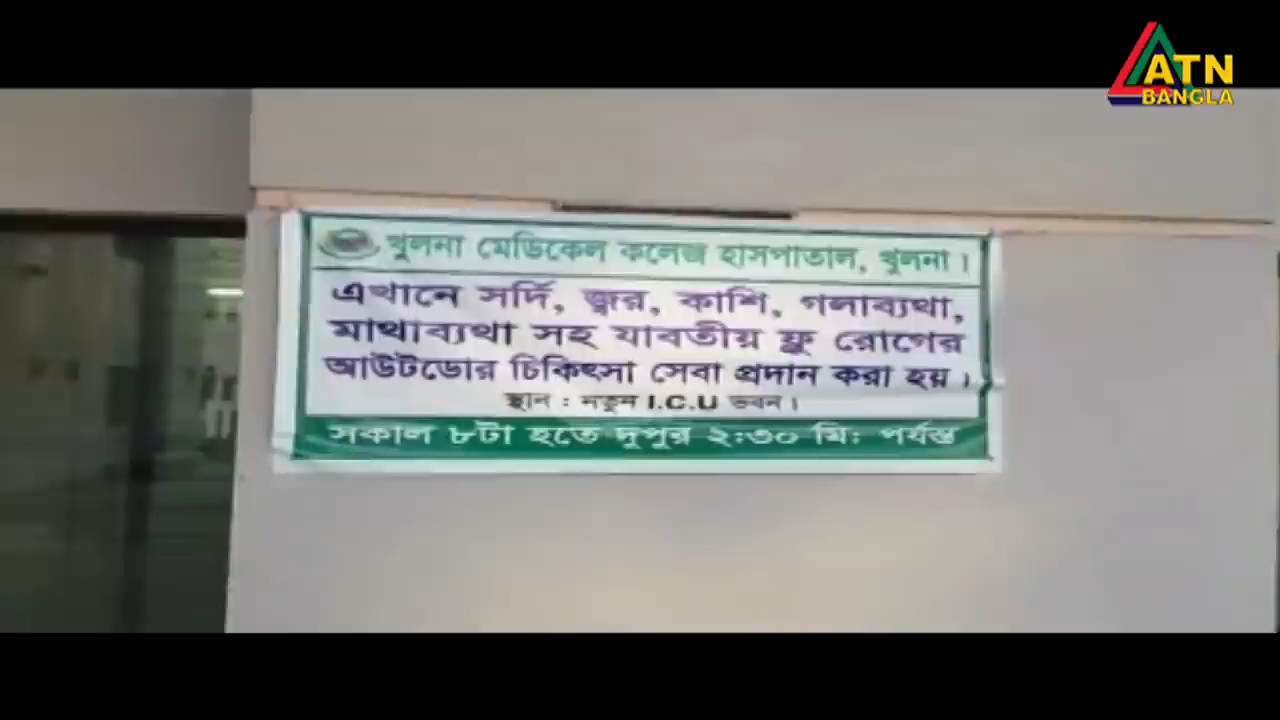 ATN
BANGLA
খুলনা মেডিকেল কলেজ হাসপাতাল, খুলনা।
এখানে সর্দি, জ্বর, কাশি, গলাব্যথা,
মাথাব্যথা সহ যাবতীয় ফ্লু রোগের
আউটডোর চিকিৎসা সেবা প্রদান করা হয়।
স্থান : নতুন I.C.U ভবন।
সকাল ৮টা হতে দুপুর ২:৩০ মি: পর্যন্ত